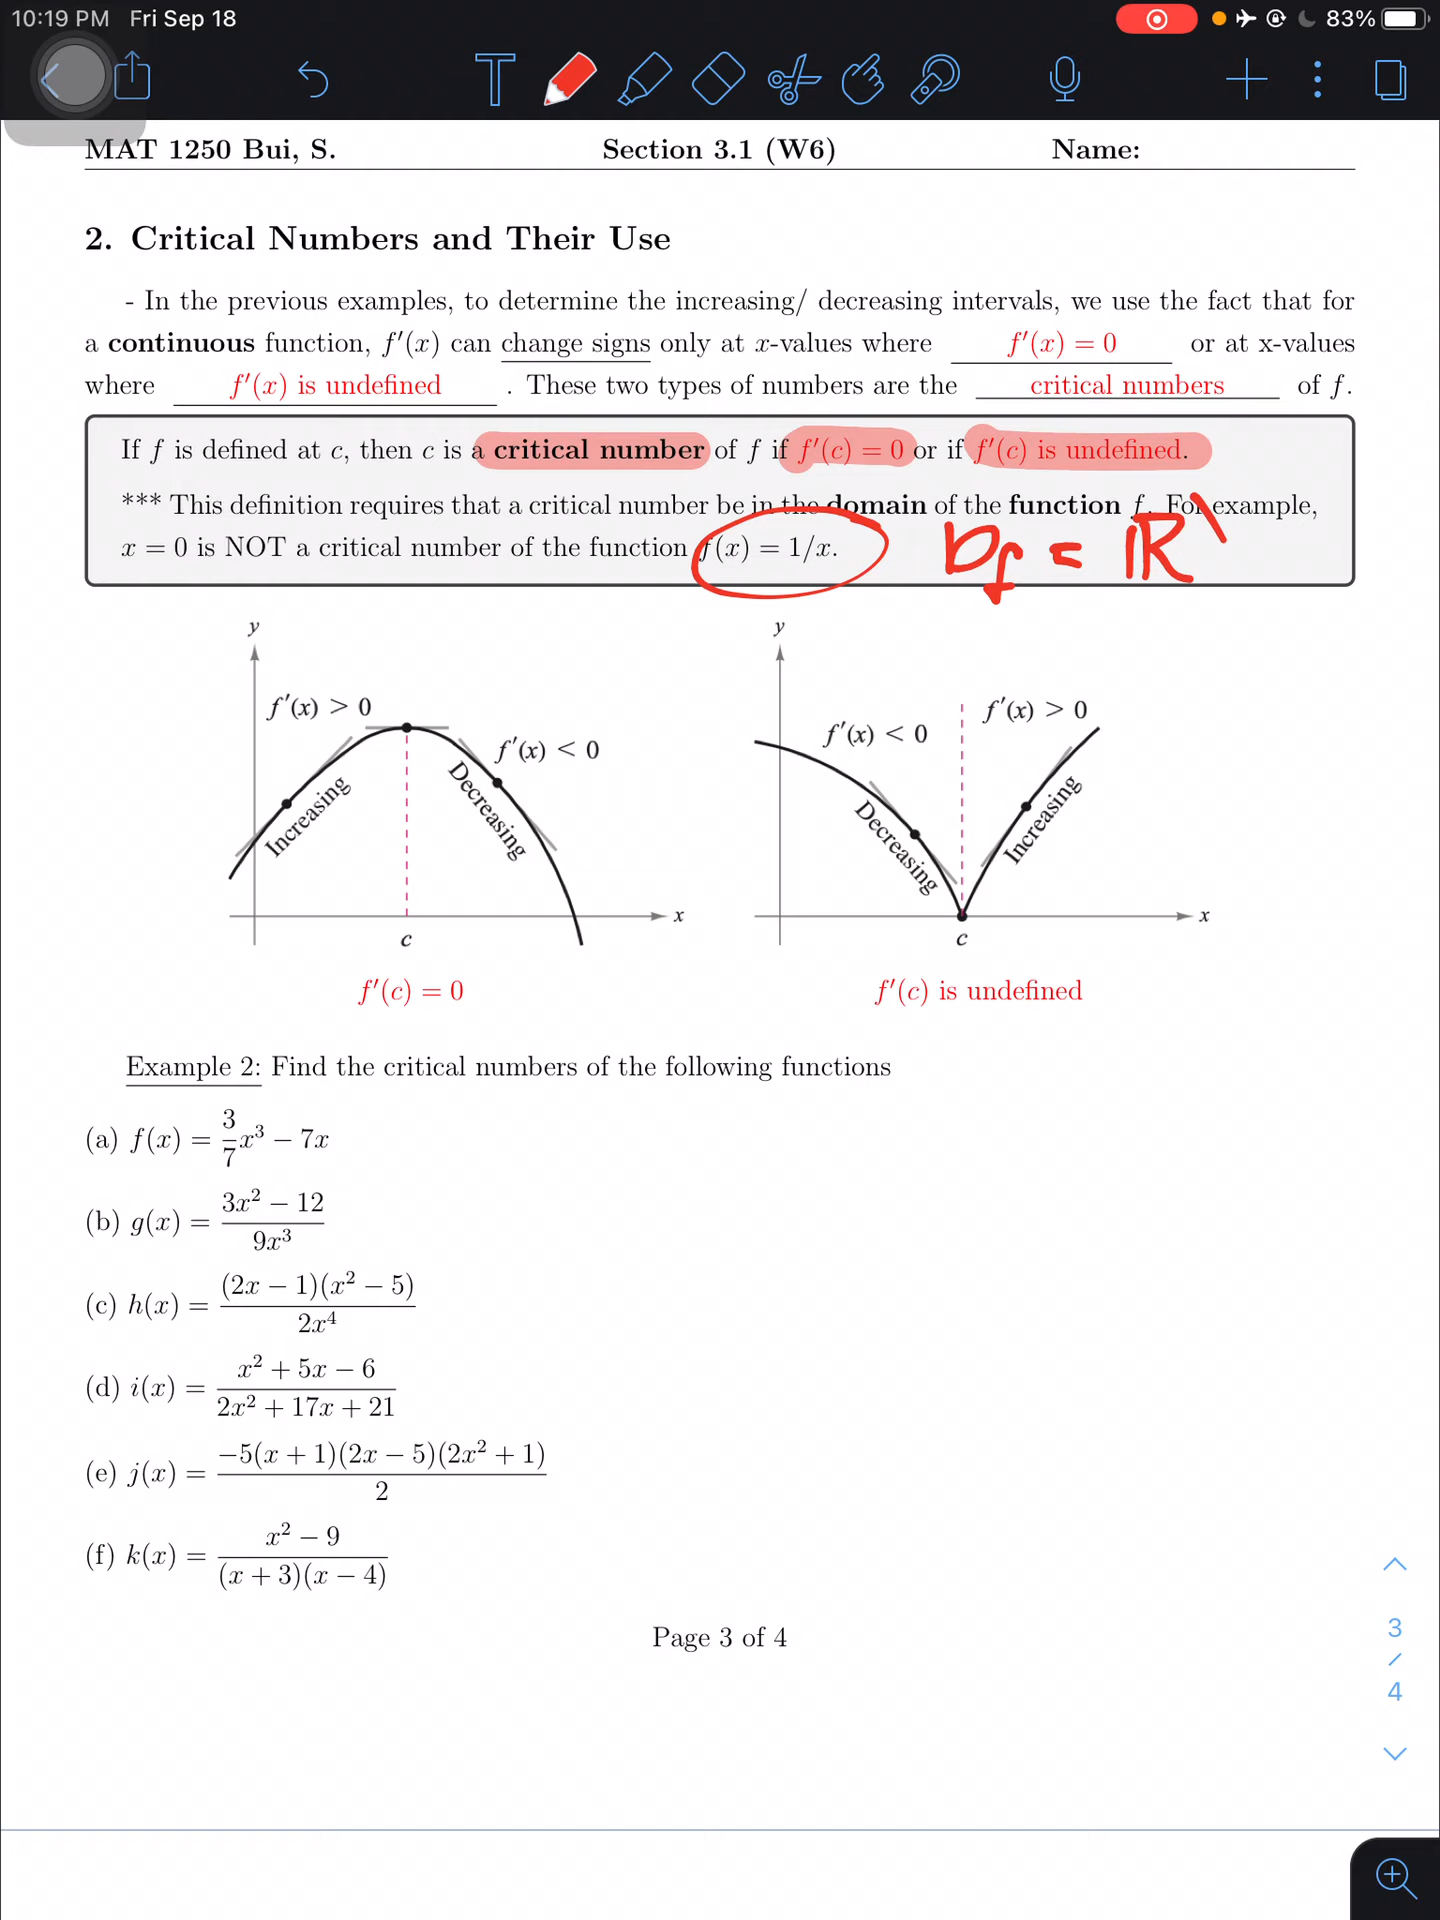 10:19 PM Fri Sep 18 83%
MAT 1250 Bui, S. Section 3.1 (W6) Name:
2. Critical Numbers and Their Use
- In the previous examples, to determine the increasing/ decreasing intervals, we use the fact that for
a continuous function, f'(x) can change signs only at x-values where f'(x) = 0 or at x-values
where f'(x) is undefined . These two types of numbers are the critical numbers of f.
If f is defined at c, then c is a critical number of f if f'(c) = 0 or if f'(c) is undefined.
*** This definition requires that a critical number be in the domain of the function f. For example,
x = 0 is NOT a critical number of the function f(x) = 1/x. Df = ℝ \
y
f'(x) > 0
f'(x) < 0
Increasing
Decreasing
x
c
f'(c) = 0
y
f'(x) < 0
f'(x) > 0
Decreasing
Increasing
x
c
f'(c) is undefined
Example 2: Find the critical numbers of the following functions
(a) f(x) = 3/7 x³ − 7x
(b) g(x) = (3x² − 12)/(9x³)
(c) h(x) = (2x − 1)(x² − 5)/(2x⁴)
(d) i(x) = (x² + 5x − 6)/(2x² + 17x + 21)
(e) j(x) = −5(x + 1)(2x − 5)(2x² + 1)/2
(f) k(x) = (x² − 9)/((x + 3)(x − 4))
Page 3 of 4
3
/
4